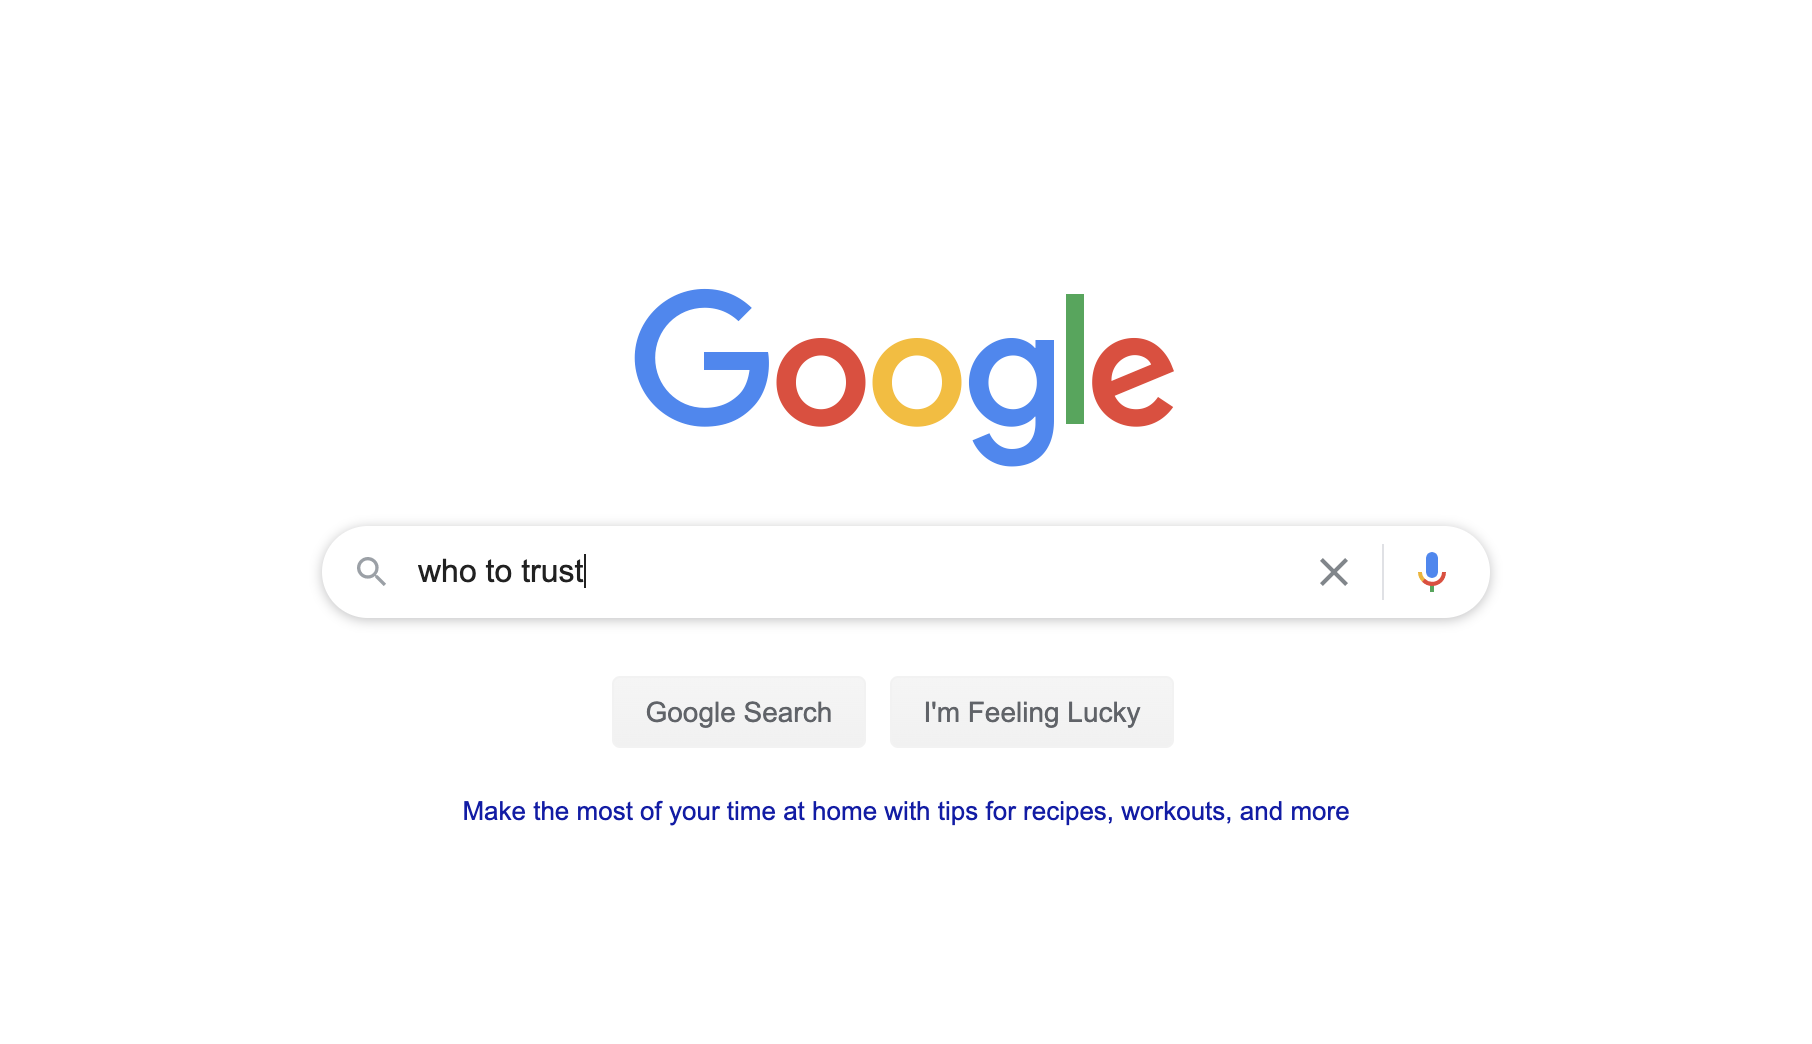 Google
who to trust
Google Search
I'm Feeling Lucky
Make the most of your time at home with tips for recipes, workouts, and more